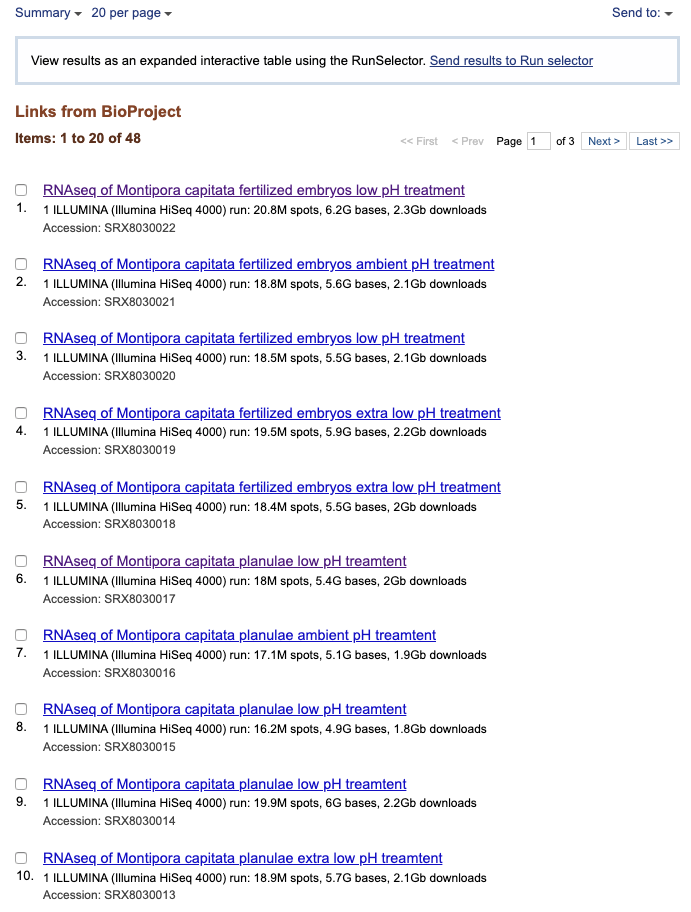 Summary 20 per page Send to:
View results as an expanded interactive table using the RunSelector. Send results to Run selector
Links from BioProject
Items: 1 to 20 of 48
<< First < Prev Page 1 of 3 Next > Last >>
RNAseq of Montipora capitata fertilized embryos low pH treatment
1. 1 ILLUMINA (Illumina HiSeq 4000) run: 20.8M spots, 6.2G bases, 2.3Gb downloads
Accession: SRX8030022
RNAseq of Montipora capitata fertilized embryos ambient pH treatment
2. 1 ILLUMINA (Illumina HiSeq 4000) run: 18.8M spots, 5.6G bases, 2.1Gb downloads
Accession: SRX8030021
RNAseq of Montipora capitata fertilized embryos low pH treatment
3. 1 ILLUMINA (Illumina HiSeq 4000) run: 18.5M spots, 5.5G bases, 2.1Gb downloads
Accession: SRX8030020
RNAseq of Montipora capitata fertilized embryos extra low pH treatment
4. 1 ILLUMINA (Illumina HiSeq 4000) run: 19.5M spots, 5.9G bases, 2.2Gb downloads
Accession: SRX8030019
RNAseq of Montipora capitata fertilized embryos extra low pH treatment
5. 1 ILLUMINA (Illumina HiSeq 4000) run: 18.4M spots, 5.5G bases, 2Gb downloads
Accession: SRX8030018
RNAseq of Montipora capitata planulae low pH treamtent
6. 1 ILLUMINA (Illumina HiSeq 4000) run: 18M spots, 5.4G bases, 2Gb downloads
Accession: SRX8030017
RNAseq of Montipora capitata planulae ambient pH treamtent
7. 1 ILLUMINA (Illumina HiSeq 4000) run: 17.1M spots, 5.1G bases, 1.9Gb downloads
Accession: SRX8030016
RNAseq of Montipora capitata planulae low pH treamtent
8. 1 ILLUMINA (Illumina HiSeq 4000) run: 16.2M spots, 4.9G bases, 1.8Gb downloads
Accession: SRX8030015
RNAseq of Montipora capitata planulae low pH treamtent
9. 1 ILLUMINA (Illumina HiSeq 4000) run: 19.9M spots, 6G bases, 2.2Gb downloads
Accession: SRX8030014
RNAseq of Montipora capitata planulae extra low pH treamtent
10. 1 ILLUMINA (Illumina HiSeq 4000) run: 18.9M spots, 5.7G bases, 2.1Gb downloads
Accession: SRX8030013